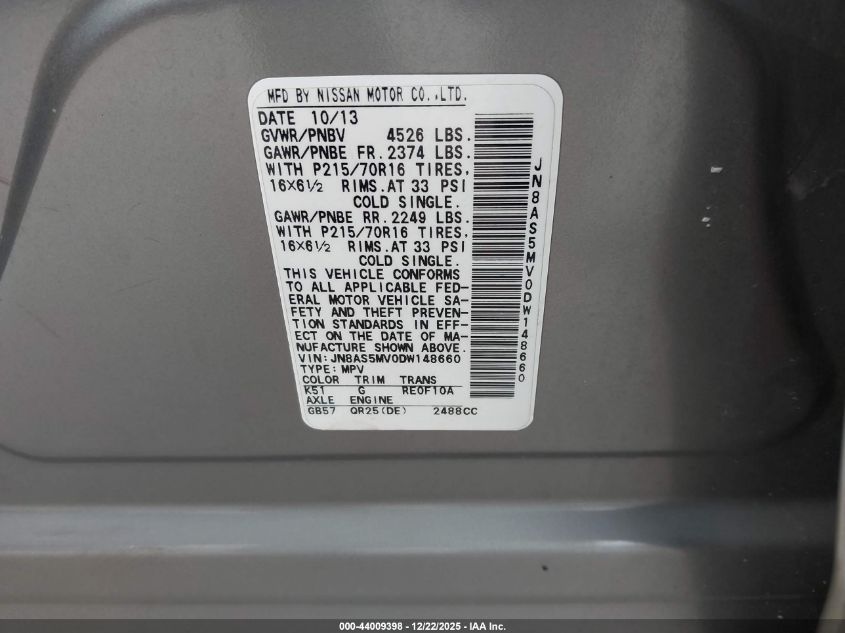 MFD BY NISSAN MOTOR CO.,LTD.
DATE 10/13
GVWR/PNBV 4526 LBS.
GAWR/PNBE FR. 2374 LBS.
WITH P215/70R16 TIRES,
16X6½ RIMS.AT 33 PSI
COLD SINGLE.
GAWR/PNBE RR. 2249 LBS.
WITH P215/70R16 TIRES,
16X6½ RIMS.AT 33 PSI
COLD SINGLE.
THIS VEHICLE CONFORMS
TO ALL APPLICABLE FED-
ERAL MOTOR VEHICLE SA-
FETY AND THEFT PREVEN-
TION STANDARDS IN EFF-
ECT ON THE DATE OF MA-
NUFACTURE SHOWN ABOVE.
VIN: JN8AS5MV0DW148660
TYPE: MPV
COLOR TRIM TRANS
K51 G RE0F10A
AXLE ENGINE
GB57 QR25(DE) 2488CC
JN8AS5MV0DW148660
000-44009398 - 12/22/2025 - IAA Inc.